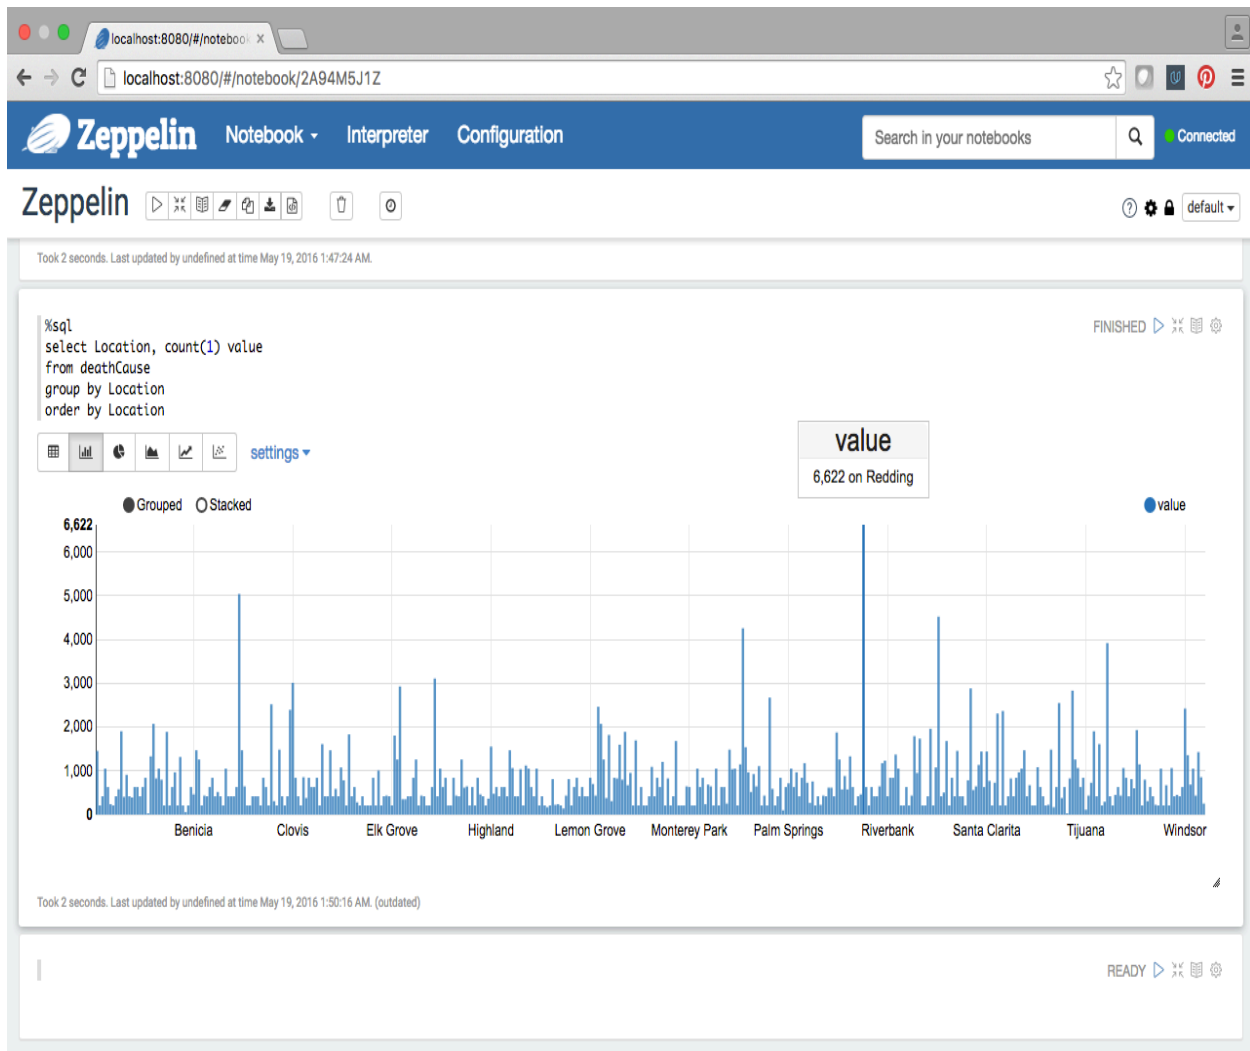 localhost:8080/#/notebook
localhost:8080/#/notebook/2A94M5J1Z
Zeppelin Notebook Interpreter Configuration Search in your notebooks Connected
Zeppelin default
Took 2 seconds. Last updated by undefined at time May 19, 2016 1:47:24 AM.
%sql
FINISHED
select Location, count(1) value
from deathCause
group by Location
order by Location
settings
value
6,622 on Redding
Grouped Stacked value
6,622
6,000
5,000
4,000
3,000
2,000
1,000
0
Benicia Clovis Elk Grove Highland Lemon Grove Monterey Park Palm Springs Riverbank Santa Clarita Tijuana Windsor
Took 2 seconds. Last updated by undefined at time May 19, 2016 1:50:16 AM. (outdated)
READY